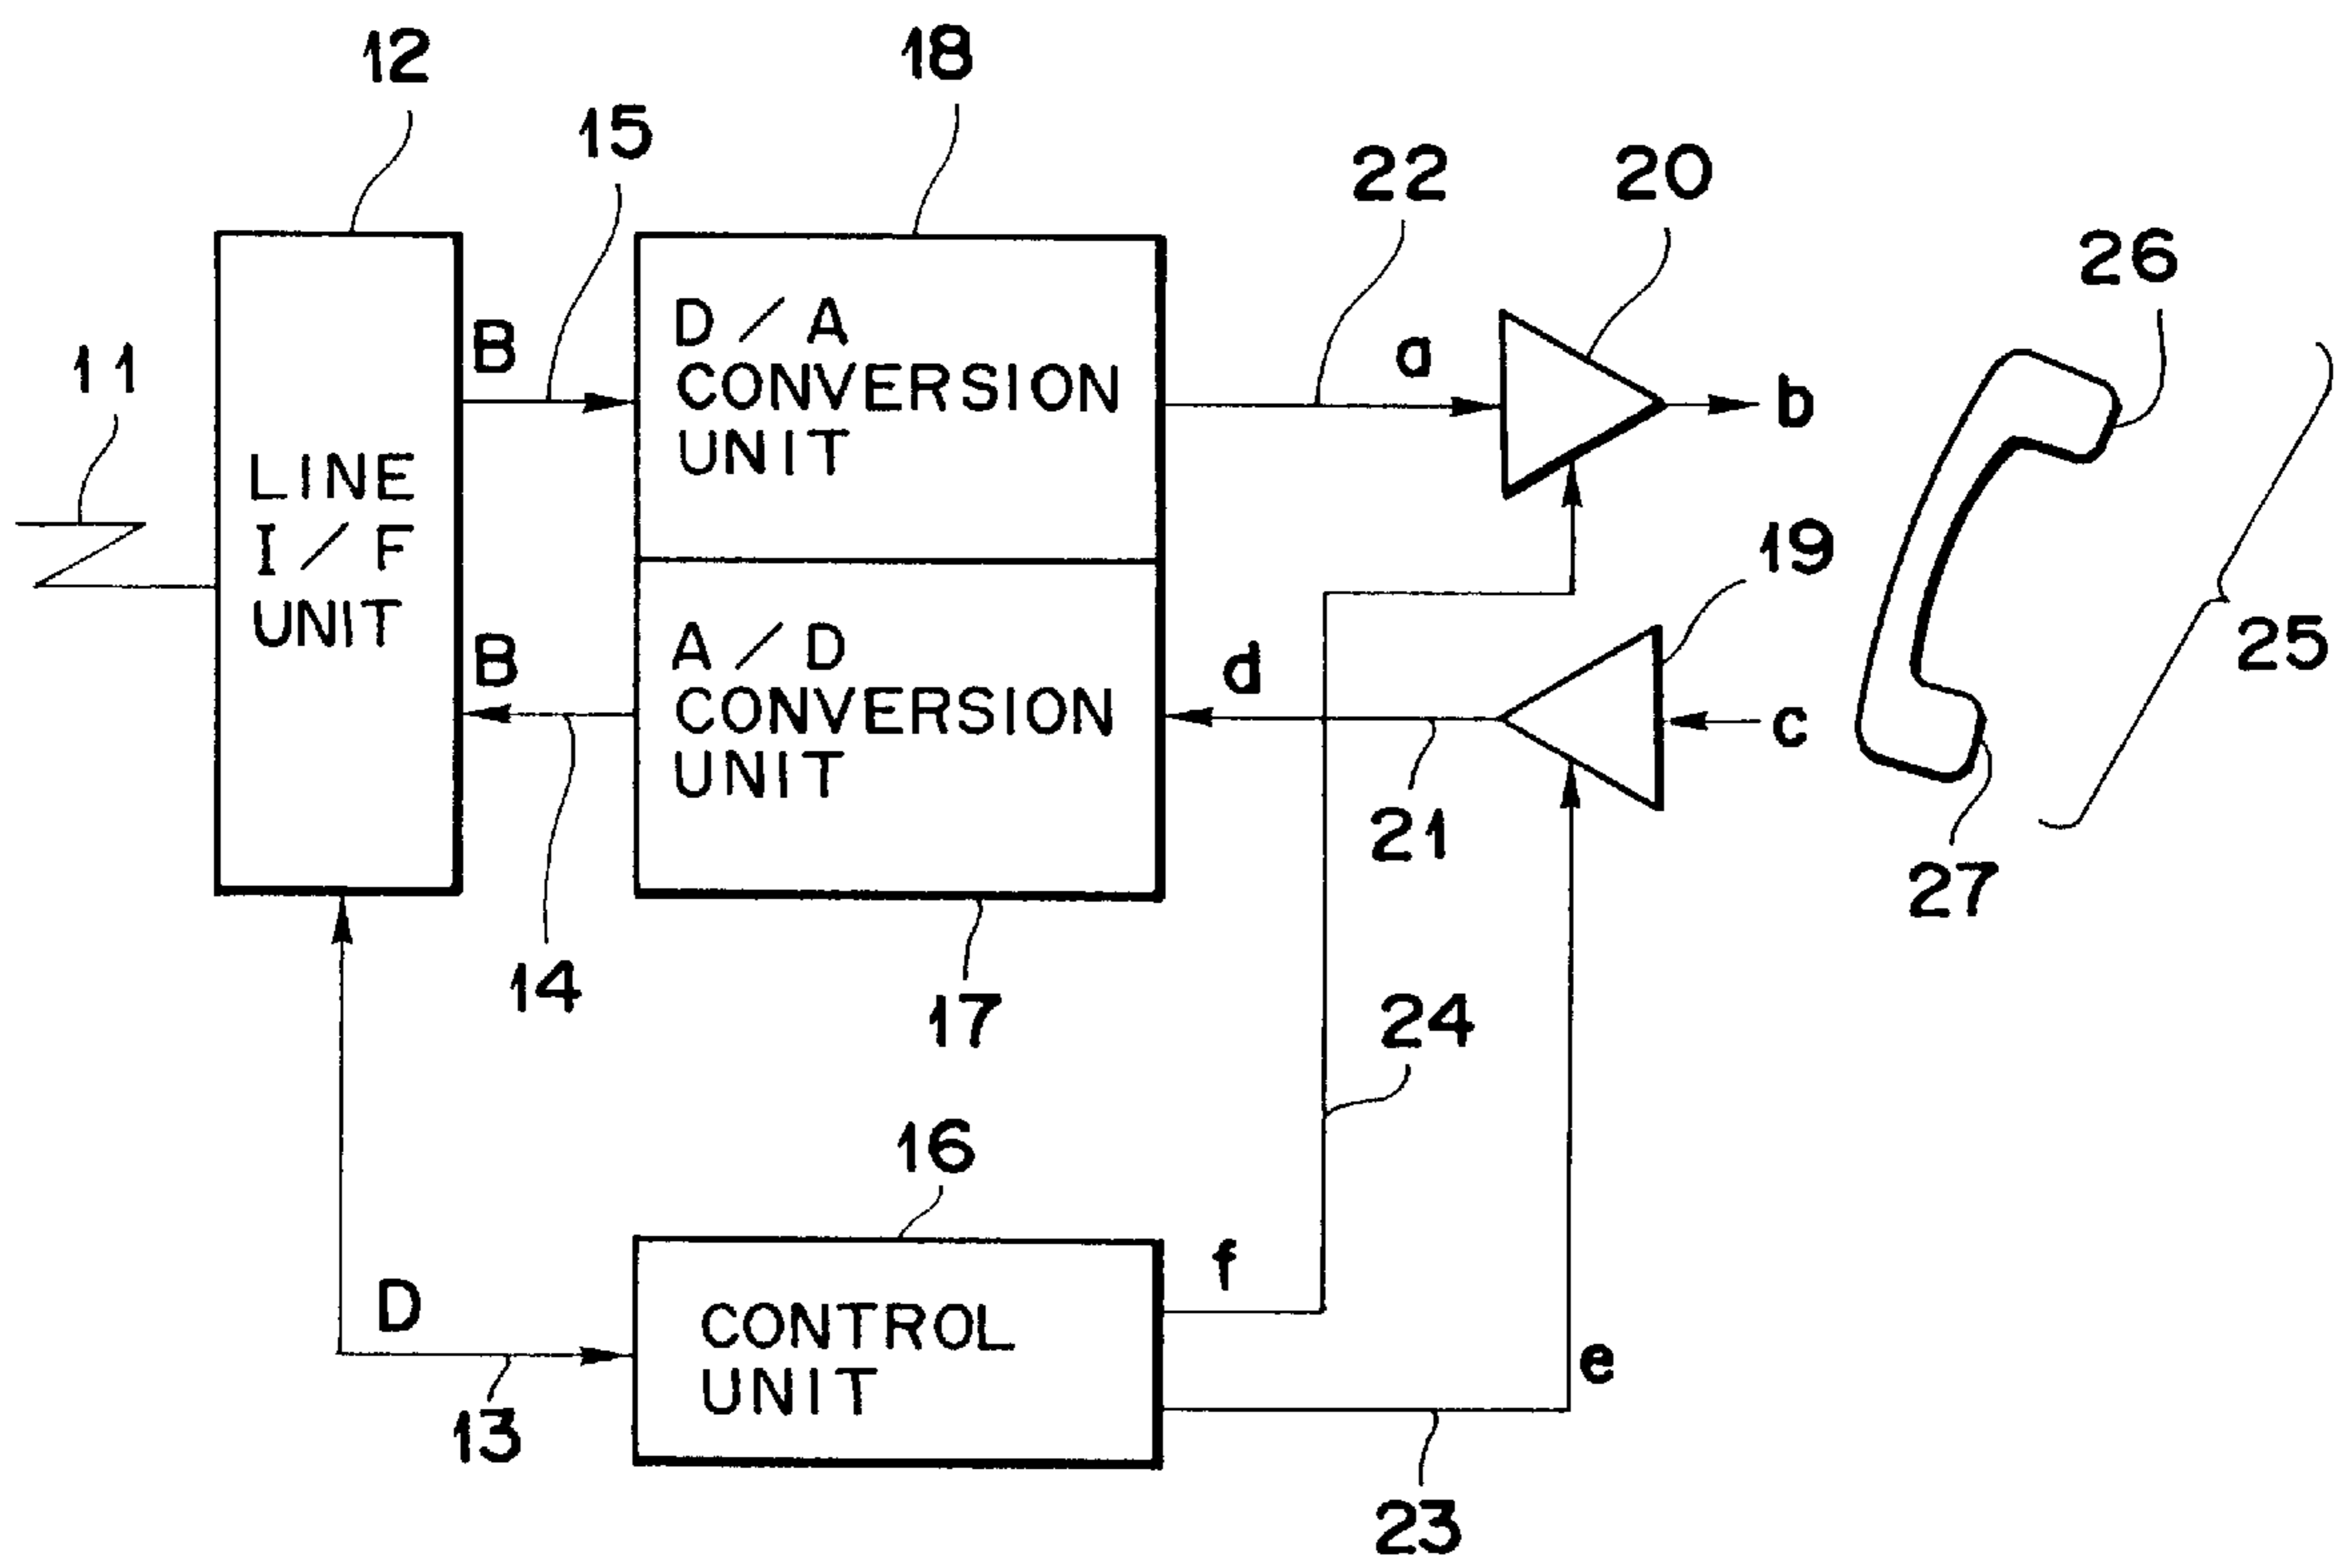 12
18
15
22
20
26
11
B
D/A
CONVERSION
UNIT
a
b
LINE
I/F
UNIT
19
25
B
A/D
CONVERSION
UNIT
d
c
21
27
14
17
24
16
D
f
CONTROL
UNIT
e
13
23